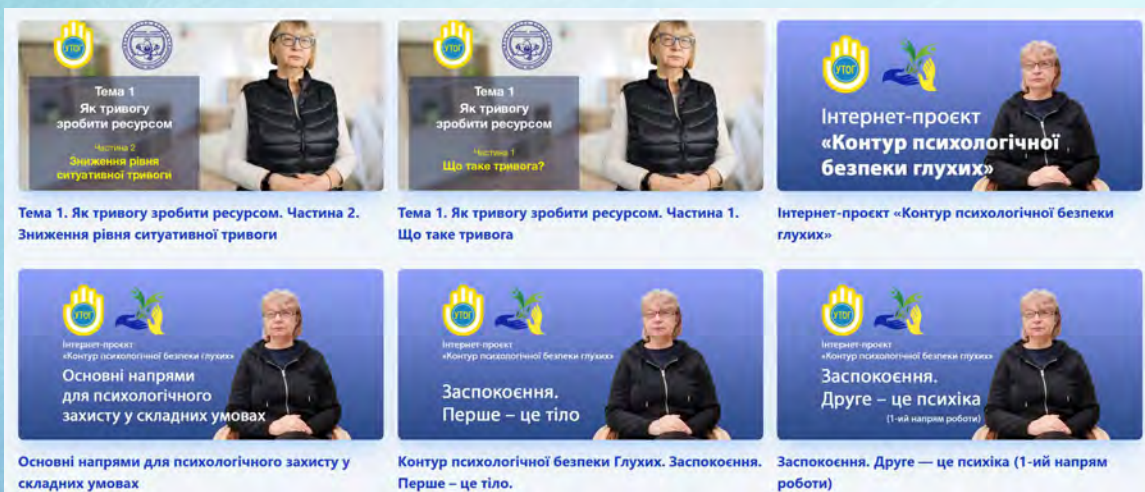 УТОГ
Тема 1
Як тривогу
зробити ресурсом
Частина 2
Зниження рівня
ситуативної тривоги
Тема 1. Як тривогу зробити ресурсом. Частина 2.
Зниження рівня ситуативної тривоги
УТОГ
Тема 1
Як тривогу
зробити ресурсом
Частина 1
Що таке тривога?
Тема 1. Як тривогу зробити ресурсом. Частина 1.
Що таке тривога
УТОГ
Інтернет-проєкт
«Контур психологічної
безпеки глухих»
Інтернет-проєкт «Контур психологічної безпеки
глухих»
УТОГ
Інтернет-проєкт
«Контур психологічної безпеки глухих»
Основні напрями
для психологічного
захисту у складних умовах
Основні напрями для психологічного захисту у
складних умовах
УТОГ
Інтернет-проєкт
«Контур психологічної безпеки глухих»
Заспокоєння.
Перше – це тіло
Контур психологічної безпеки Глухих. Заспокоєння.
Перше – це тіло.
УТОГ
Інтернет-проєкт
«Контур психологічної безпеки глухих»
Заспокоєння.
Друге – це психіка
(1-ий напрям роботи)
Заспокоєння. Друге — це психіка (1-ий напрям
роботи)